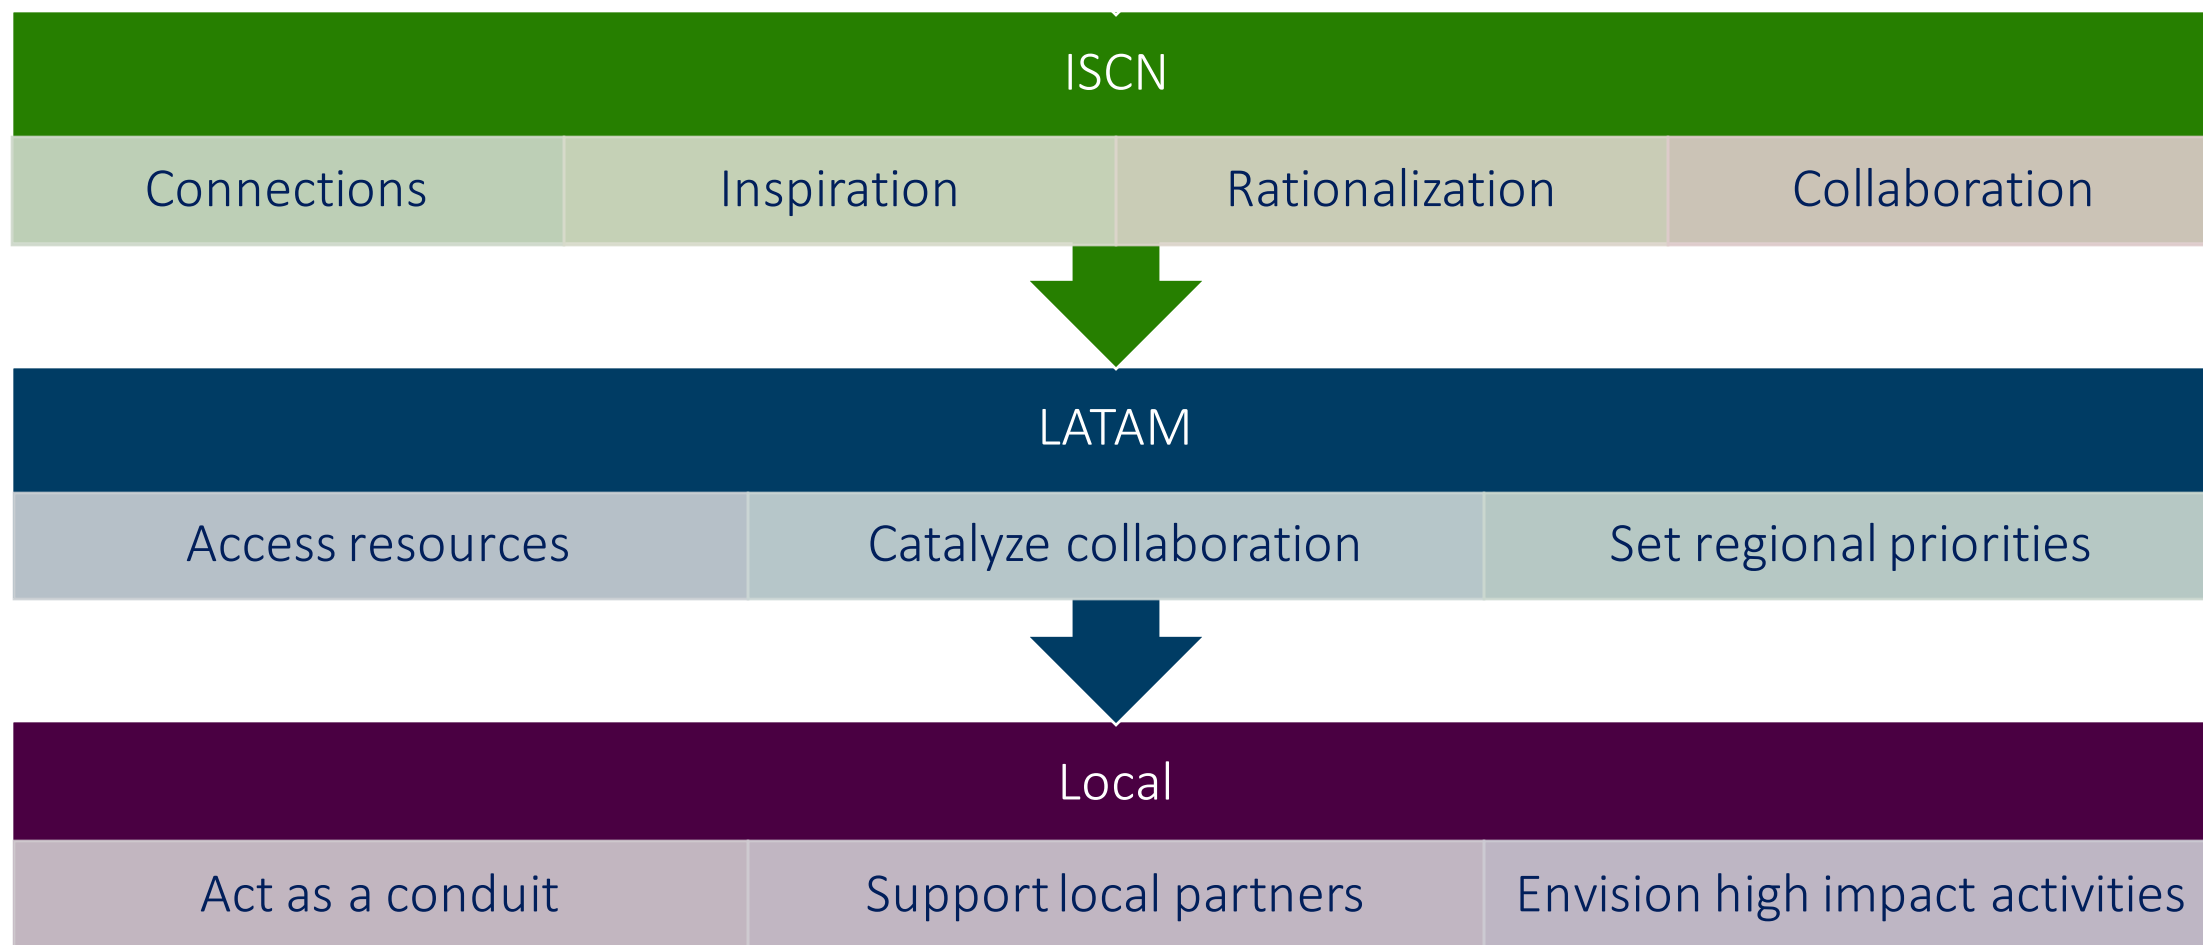 ISCN
Connections
Inspiration
Rationalization
Collaboration
LATAM
Access resources
Catalyze collaboration
Set regional priorities
Local
Act as a conduit
Support local partners
Envision high impact activities